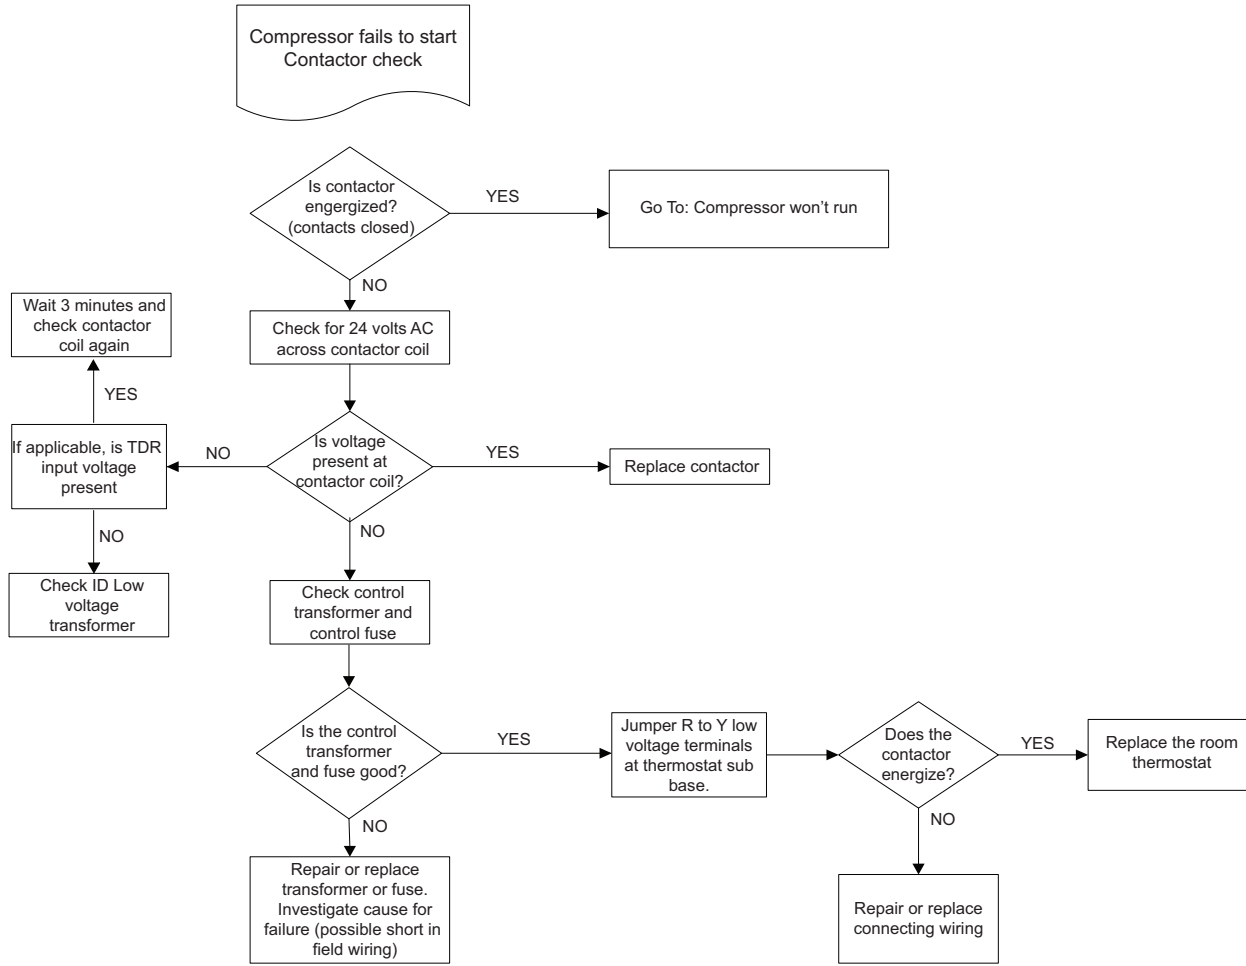 Compressor fails to start
Contactor check
Is contactor
engergized?
(contacts closed)
YES
Go To: Compressor won't run
NO
Check for 24 volts AC
across contactor coil
Wait 3 minutes and
check contactor
coil again
YES
If applicable, is TDR
input voltage
present
NO
Is voltage
present at
contactor coil?
YES
Replace contactor
NO
Check ID Low
voltage
transformer
NO
Check control
transformer and
control fuse
Is the control
transformer
and fuse good?
YES
Jumper R to Y low
voltage terminals
at thermostat sub
base.
Does the
contactor
energize?
YES
Replace the room
thermostat
NO
Repair or replace
transformer or fuse.
Investigate cause for
failure (possible short in
field wiring)
NO
Repair or replace
connecting wiring